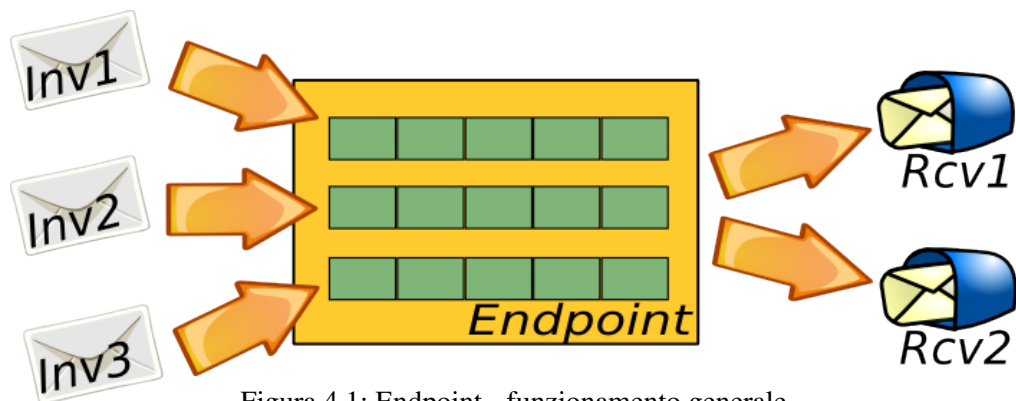 Inv1
Inv2
Inv3
Endpoint
Rcv1
Rcv2
Figura 4.1: Endpoint - funzionamento generale